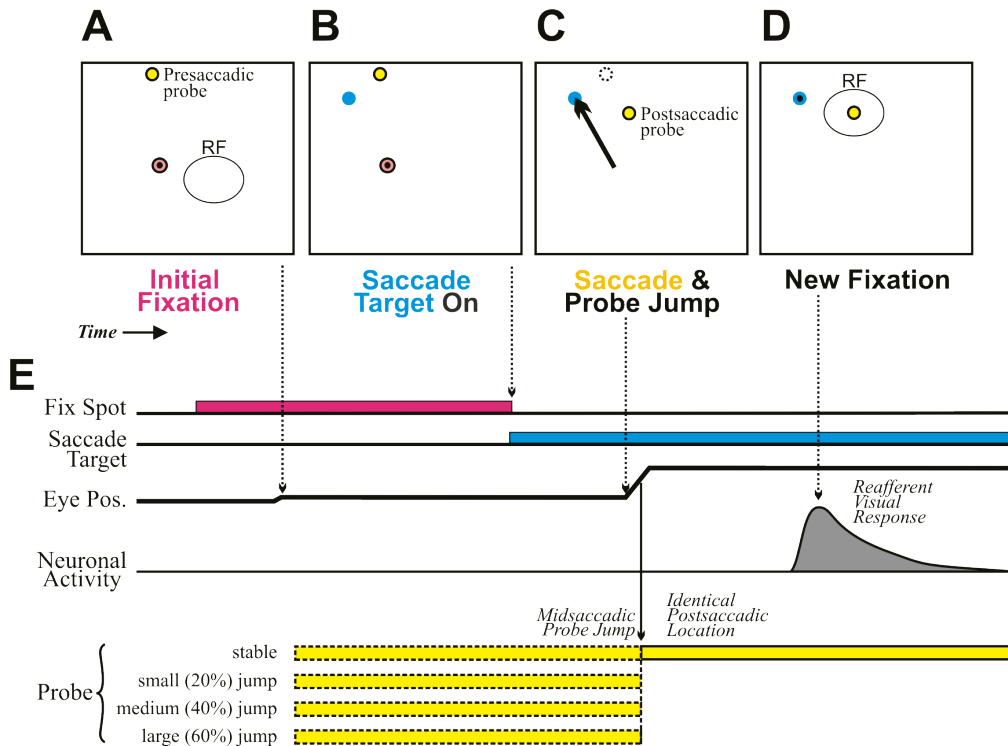 A
B
C
D
Presaccadic
probe
RF
Postsaccadic
probe
RF
Initial
Fixation
Saccade
Target On
Saccade &
Probe Jump
New Fixation
Time
E
Fix Spot
Saccade
Target
Eye Pos.
Reafferent
Visual
Response
Neuronal
Activity
Midsaccadic
Probe Jump
Identical
Postsaccadic
Location
Probe
stable
small (20%) jump
medium (40%) jump
large (60%) jump